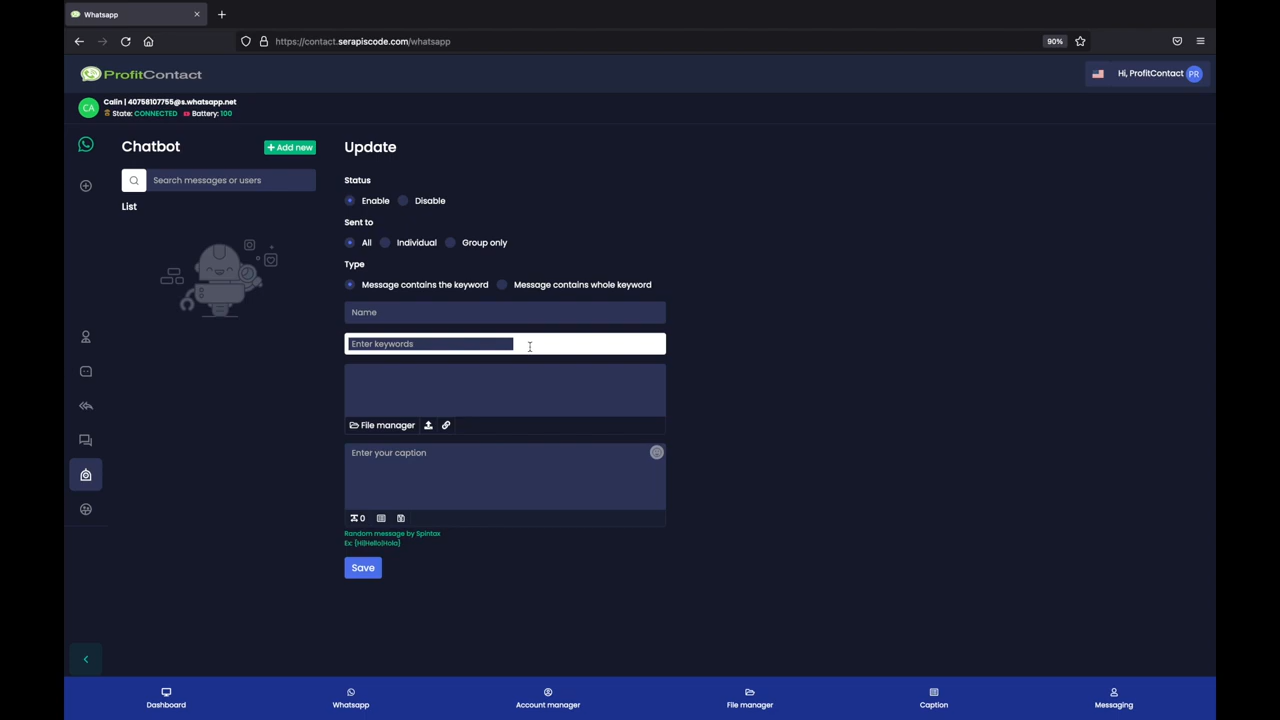 Whatsapp
https://contact.serapiscode.com/whatsapp
90%
ProfitContact
Hi, ProfitContact PR
CA
Calin | 40758107755@s.whatsapp.net
State: CONNECTED Battery: 100
Chatbot
+ Add new
Search messages or users
List
Update
Status
Enable Disable
Sent to
All Individual Group only
Type
Message contains the keyword Message contains whole keyword
Name
Enter keywords
File manager
Enter your caption
0
Random message by Spintax
Ex: {Hi|Hello|Hola}
Save
Dashboard Whatsapp Account manager File manager Caption Messaging